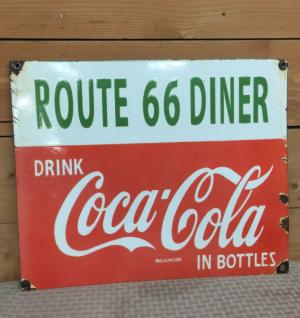 ROUTE 66 DINER
DRINK
Coca-Cola
IN BOTTLES